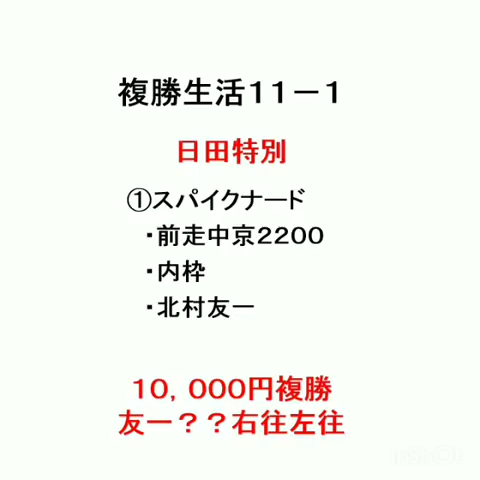 複勝生活11－1
日田特別
①スパイクナード
・前走中京2200
・内枠
・北村友一
10，000円複勝
友一？？右往左往